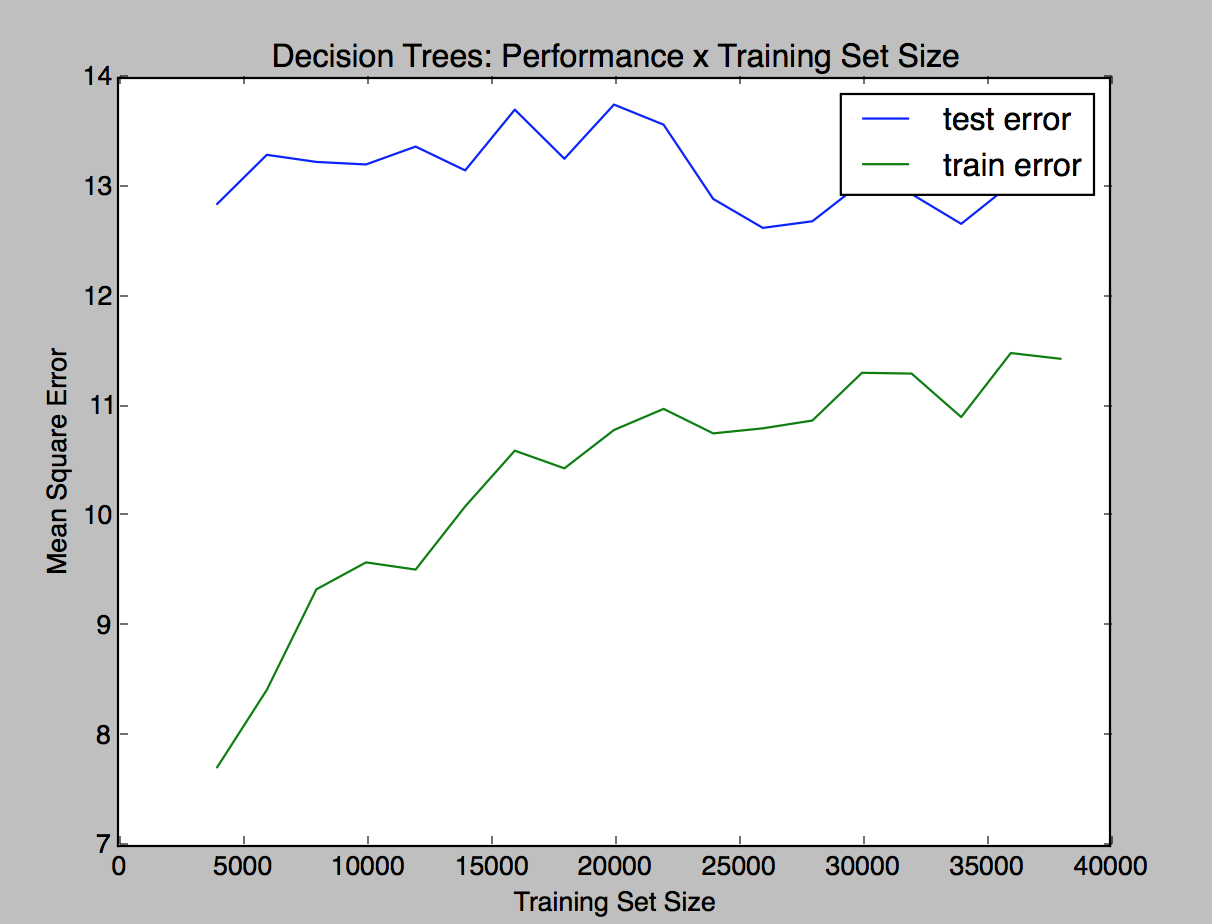 Decision Trees: Performance x Training Set Size
14
13
12
11
10
9
8
7
test error
train error
Mean Square Error
0 5000 10000 15000 20000 25000 30000 35000 40000
Training Set Size